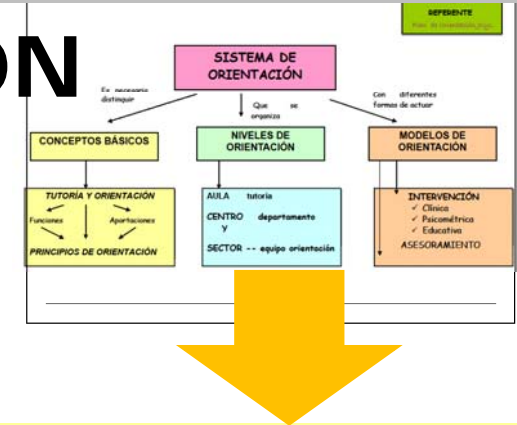 REFERENTE
ÓN
SISTEMA DE
ORIENTACIÓN
Es necesario
distinguir
Que se
organiza
Con diferentes
formas de actuar
CONCEPTOS BÁSICOS
NIVELES DE
ORIENTACIÓN
MODELOS DE
ORIENTACIÓN
TUTORÍA Y ORIENTACIÓN
Funciones Aportaciones
PRINCIPIOS DE ORIENTACIÓN
AULA tutoría
CENTRO departamento
Y
SECTOR -- equipo orientación
INTERVENCIÓN
✓ Clínica
✓ Psicométrica
✓ Educativa
ASESORAMIENTO